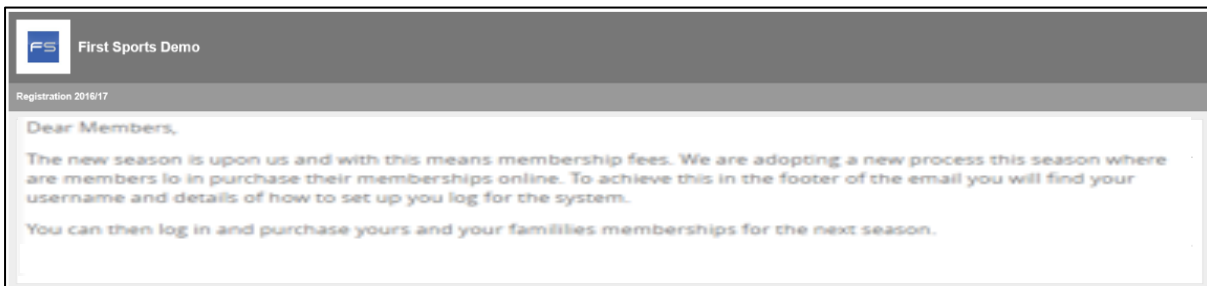 FS
First Sports Demo
Registration 2016/17
Dear Members,
The new season is upon us and with this means membership fees. We are adopting a new process this season where
are members lo in purchase their memberships online. To achieve this in the footer of the email you will find your
username and details of how to set up you log for the system.
You can then log in and purchase yours and your famililies memberships for the next season.